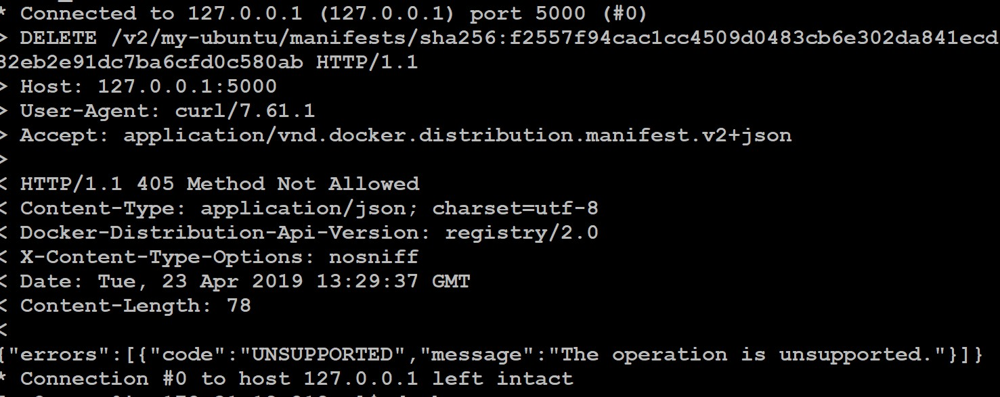 * Connected to 127.0.0.1 (127.0.0.1) port 5000 (#0)
> DELETE /v2/my-ubuntu/manifests/sha256:f2557f94cac1cc4509d0483cb6e302da841ecd
32eb2e91dc7ba6cfd0c580ab HTTP/1.1
> Host: 127.0.0.1:5000
> User-Agent: curl/7.61.1
> Accept: application/vnd.docker.distribution.manifest.v2+json
>
< HTTP/1.1 405 Method Not Allowed
< Content-Type: application/json; charset=utf-8
< Docker-Distribution-Api-Version: registry/2.0
< X-Content-Type-Options: nosniff
< Date: Tue, 23 Apr 2019 13:29:37 GMT
< Content-Length: 78
<
{"errors":[{"code":"UNSUPPORTED","message":"The operation is unsupported."}]}
* Connection #0 to host 127.0.0.1 left intact